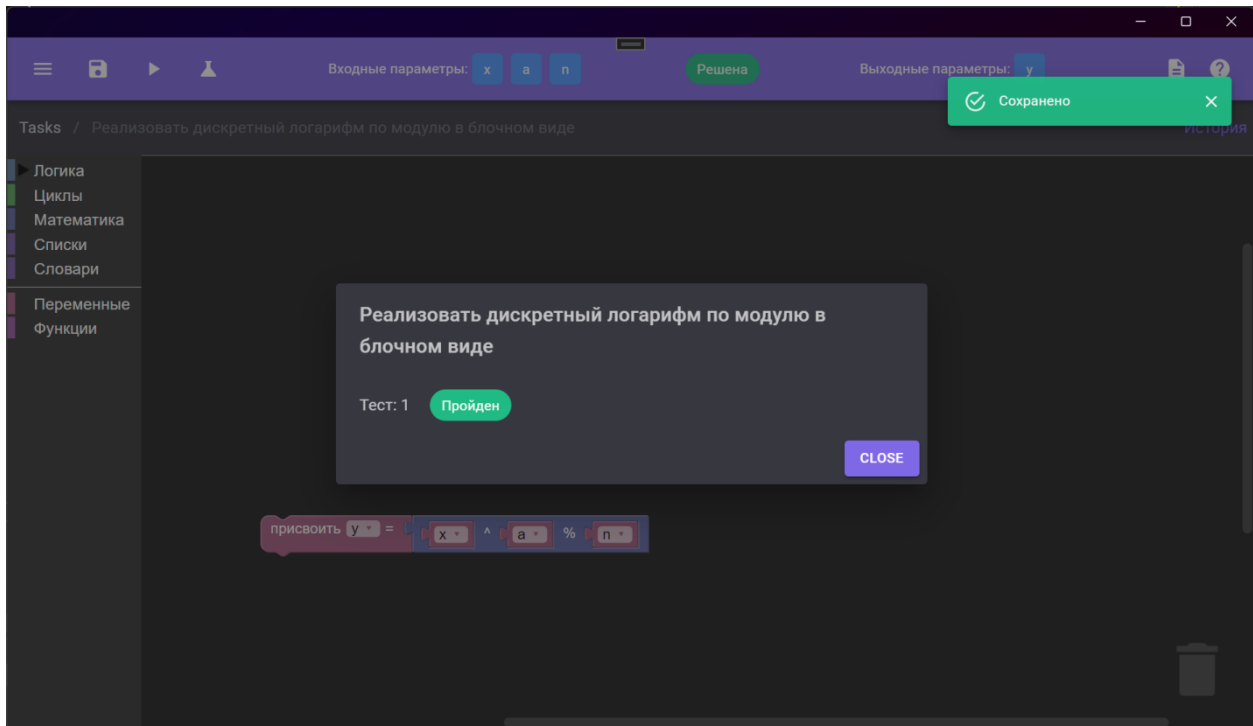 Входные параметры: x a n Решена Выходные параметры: y
Сохранено
Tasks / Реализовать дискретный логарифм по модулю в блочном виде История
Логика
Циклы
Математика
Списки
Словари
Переменные
Функции
Реализовать дискретный логарифм по модулю в
блочном виде
Тест: 1 Пройден
CLOSE
присвоить y = x ^ a % n